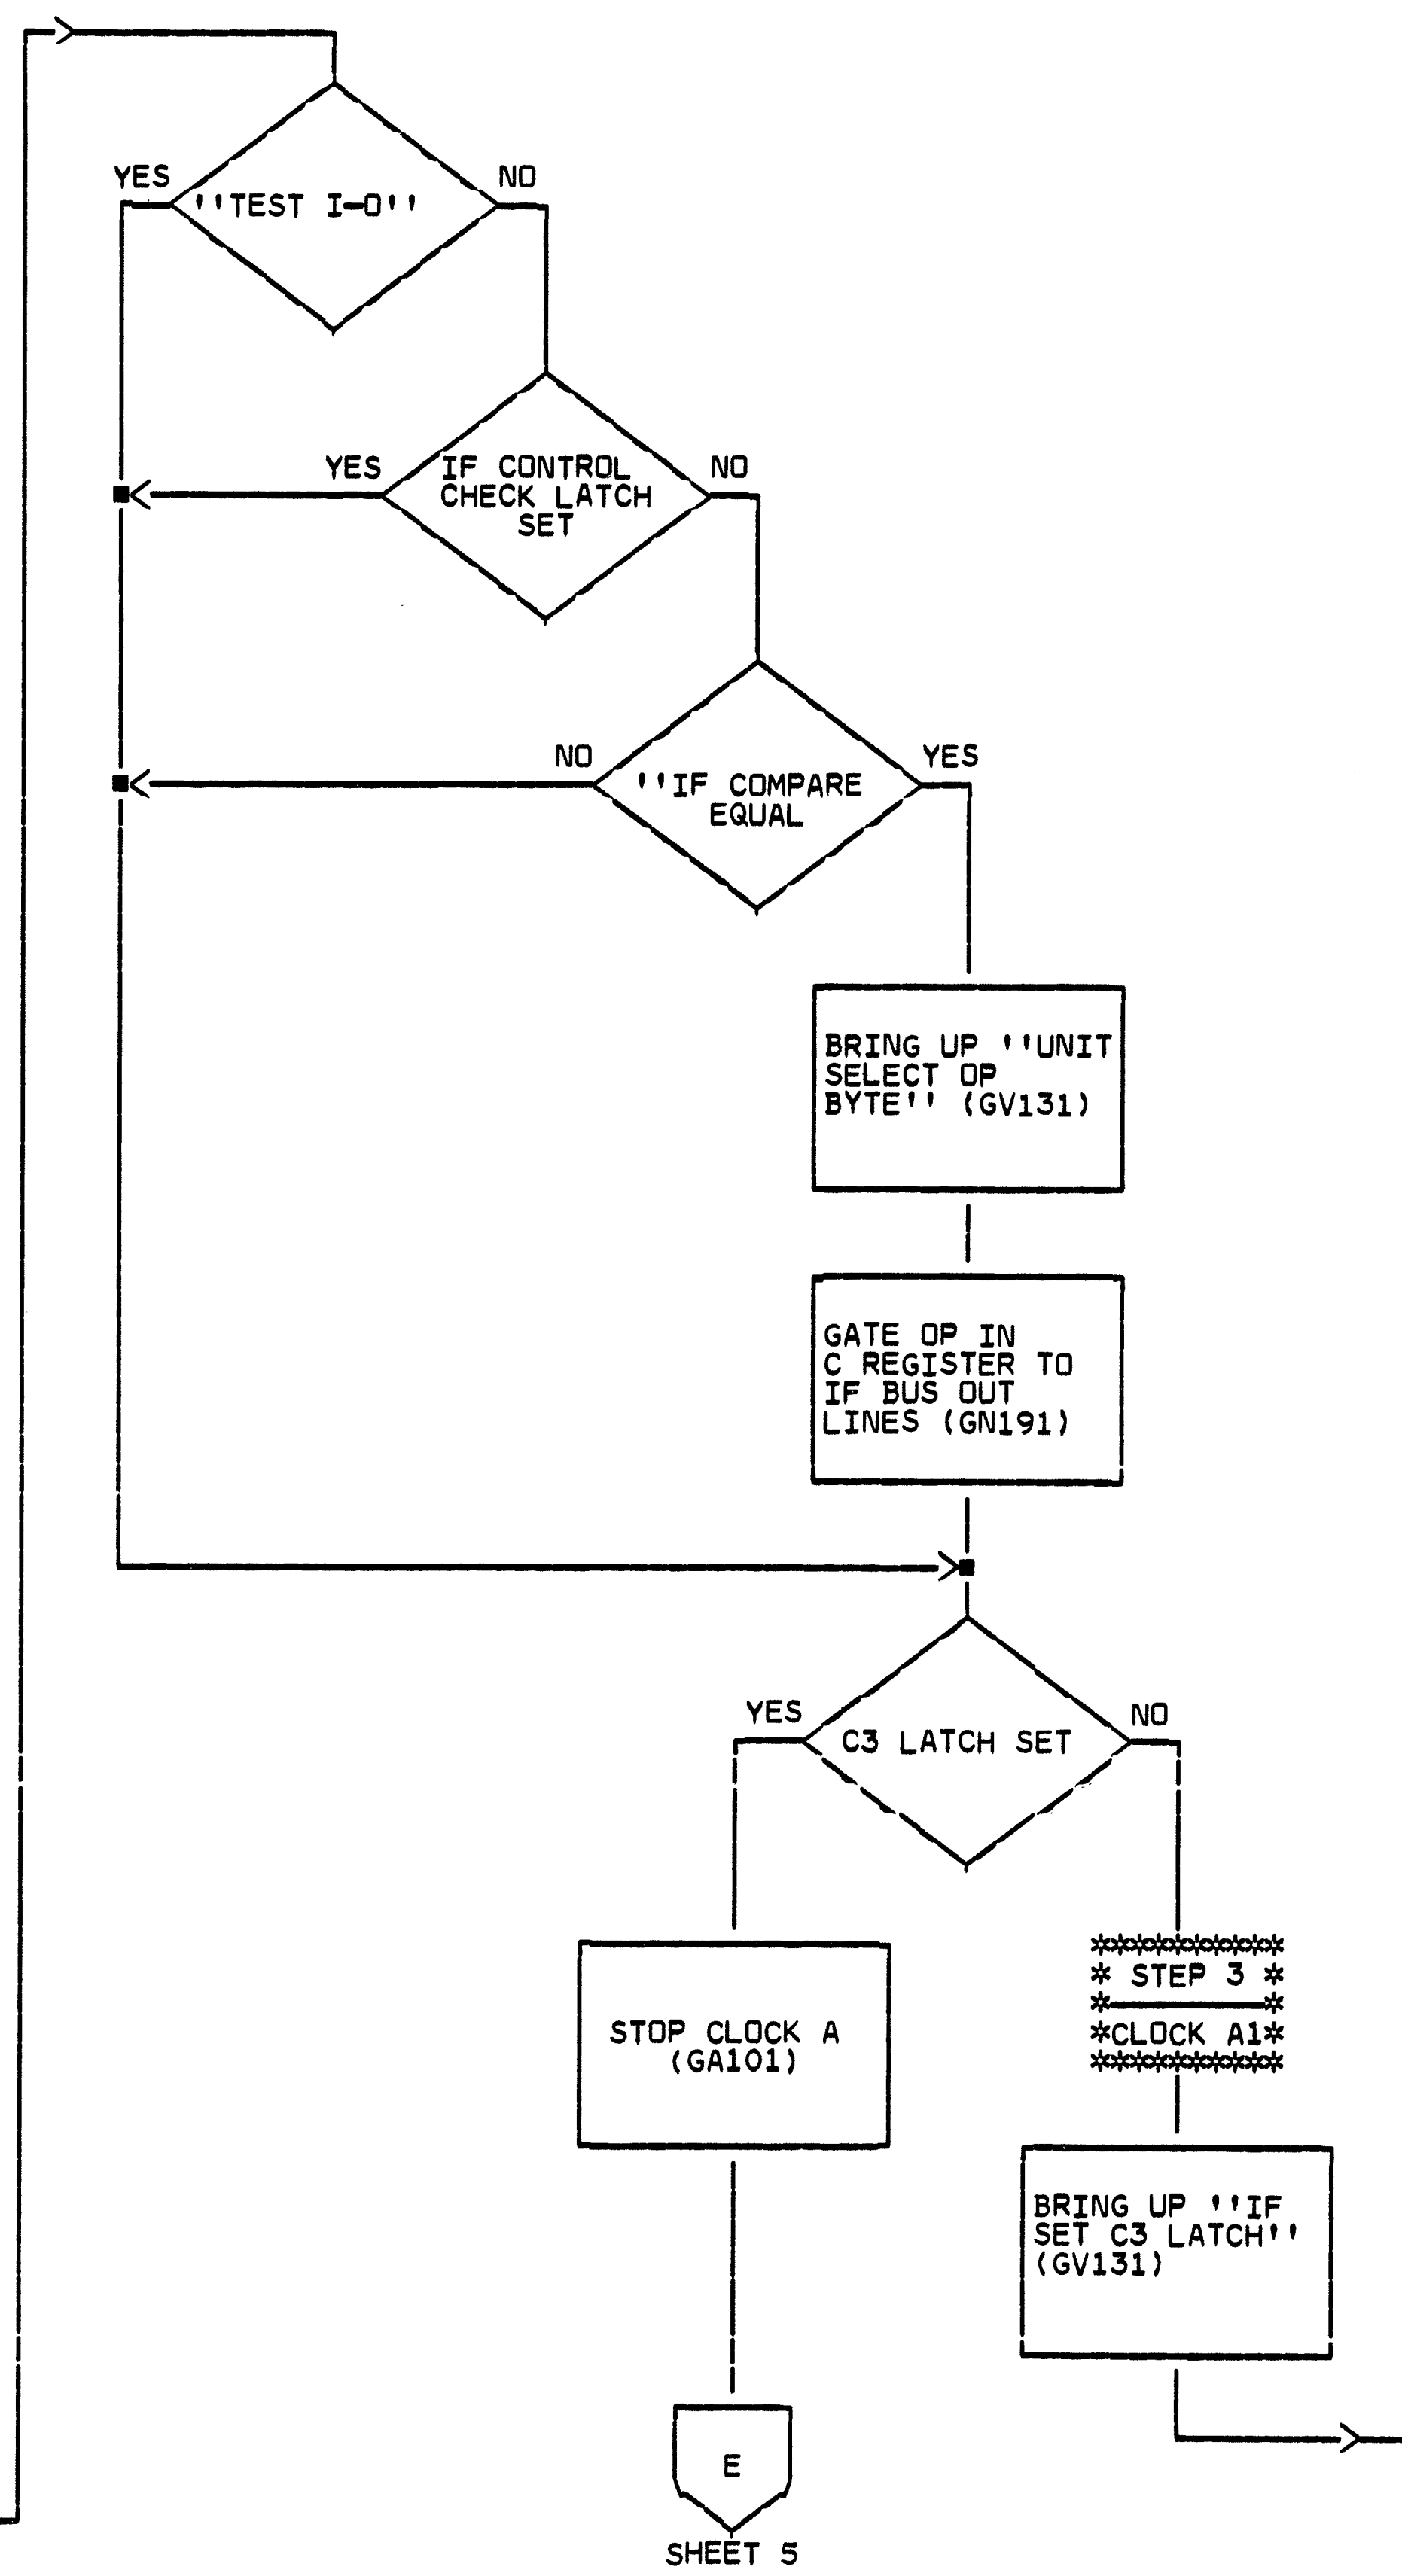 YES
NO
''TEST I-O''
YES
IF CONTROL
CHECK LATCH
SET
NO
NO
''IF COMPARE
EQUAL
YES
BRING UP ''UNIT
SELECT OP
BYTE'' (GV131)
GATE OP IN
C REGISTER TO
IF BUS OUT
LINES (GN191)
YES
C3 LATCH SET
NO
STOP CLOCK A
(GA101)
***********
* STEP 3 *
*CLOCK A1*
***********
BRING UP ''IF
SET C3 LATCH''
(GV131)
E
SHEET 5